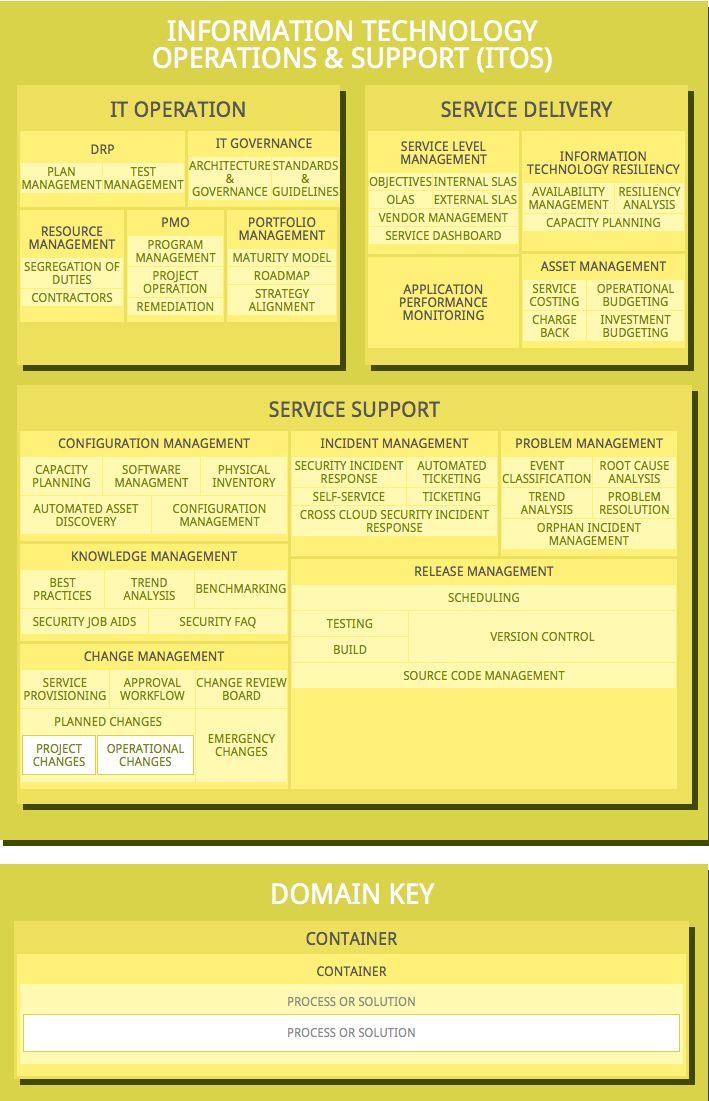 INFORMATION TECHNOLOGY
OPERATIONS & SUPPORT (ITOS)
IT OPERATION
DRP
PLAN
MANAGEMENT
TEST
MANAGEMENT
IT GOVERNANCE
ARCHITECTURE
&
GOVERNANCE
STANDARDS
&
GUIDELINES
RESOURCE
MANAGEMENT
SEGREGATION OF
DUTIES
CONTRACTORS
PMO
PROGRAM
MANAGEMENT
PROJECT
OPERATION
REMEDIATION
PORTFOLIO
MANAGEMENT
MATURITY MODEL
ROADMAP
STRATEGY
ALIGNMENT
SERVICE DELIVERY
SERVICE LEVEL
MANAGEMENT
OBJECTIVES
INTERNAL SLAS
OLAS
EXTERNAL SLAS
VENDOR MANAGEMENT
SERVICE DASHBOARD
INFORMATION
TECHNOLOGY RESILIENCY
AVAILABILITY
MANAGEMENT
RESILIENCY
ANALYSIS
CAPACITY PLANNING
APPLICATION
PERFORMANCE
MONITORING
ASSET MANAGEMENT
SERVICE
COSTING
OPERATIONAL
BUDGETING
CHARGE
BACK
INVESTMENT
BUDGETING
SERVICE SUPPORT
CONFIGURATION MANAGEMENT
CAPACITY
PLANNING
SOFTWARE
MANAGMENT
PHYSICAL
INVENTORY
AUTOMATED ASSET
DISCOVERY
CONFIGURATION
MANAGEMENT
KNOWLEDGE MANAGEMENT
BEST
PRACTICES
TREND
ANALYSIS
BENCHMARKING
SECURITY JOB AIDS
SECURITY FAQ
CHANGE MANAGEMENT
SERVICE
PROVISIONING
APPROVAL
WORKFLOW
CHANGE REVIEW
BOARD
PLANNED CHANGES
PROJECT
CHANGES
OPERATIONAL
CHANGES
EMERGENCY
CHANGES
INCIDENT MANAGEMENT
SECURITY INCIDENT
RESPONSE
AUTOMATED
TICKETING
SELF-SERVICE
TICKETING
CROSS CLOUD SECURITY INCIDENT
RESPONSE
PROBLEM MANAGEMENT
EVENT
CLASSIFICATION
ROOT CAUSE
ANALYSIS
TREND
ANALYSIS
PROBLEM
RESOLUTION
ORPHAN INCIDENT
MANAGEMENT
RELEASE MANAGEMENT
SCHEDULING
TESTING
BUILD
VERSION CONTROL
SOURCE CODE MANAGEMENT
DOMAIN KEY
CONTAINER
CONTAINER
PROCESS OR SOLUTION
PROCESS OR SOLUTION